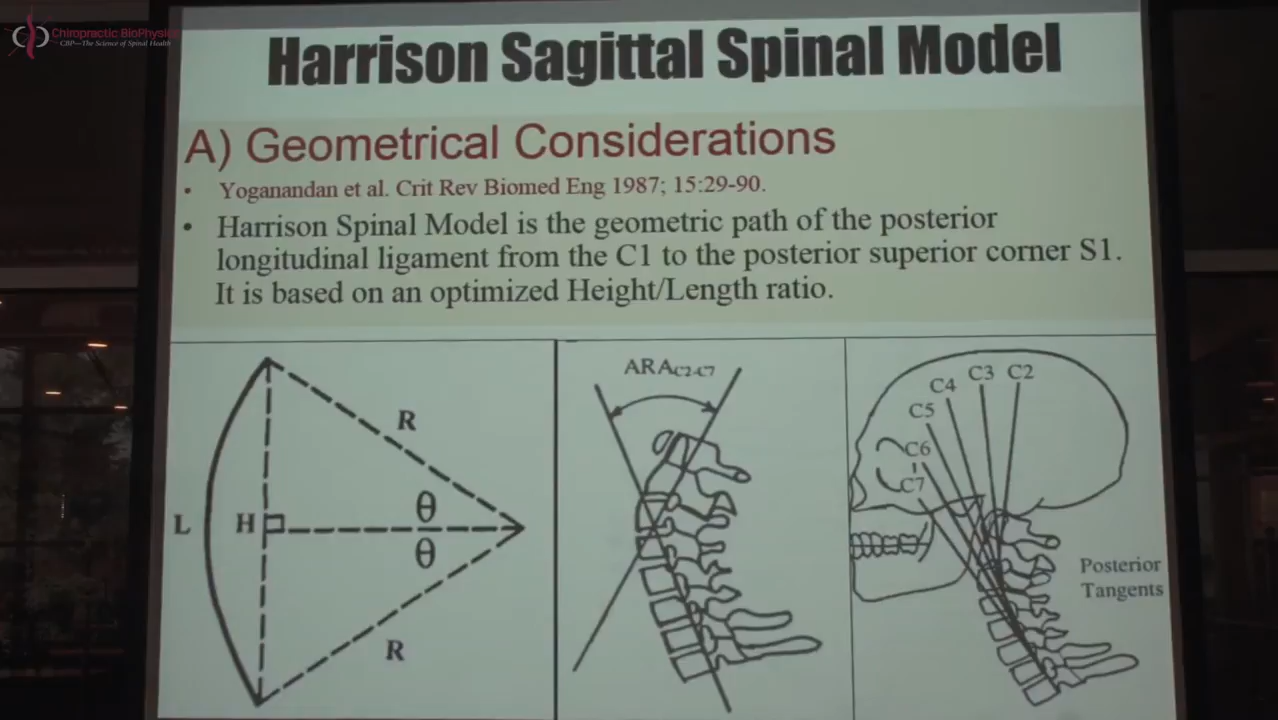 Chiropractic BioPhysics
CBP—The Science of Spinal Health
Harrison Sagittal Spinal Model
A) Geometrical Considerations
• Yoganandan et al. Crit Rev Biomed Eng 1987; 15:29-90.
• Harrison Spinal Model is the geometric path of the posterior
longitudinal ligament from the C1 to the posterior superior corner S1.
It is based on an optimized Height/Length ratio.
R
θ
L H
θ
R
ARA C2-C7
C4 C3 C2
C5
C6
C7
Posterior
Tangents